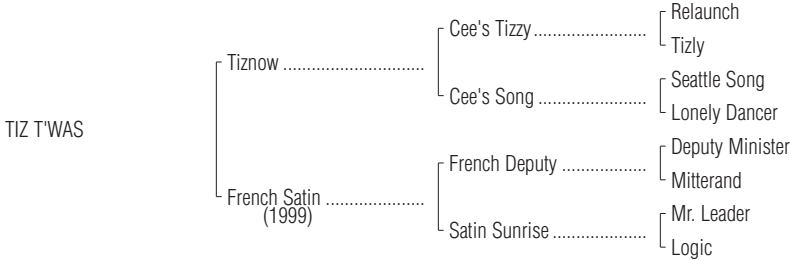 Relaunch
Cee's Tizzy........................
Tizly
Tiznow ..............................
Seattle Song
Cee's Song .......................
Lonely Dancer
TIZ T'WAS
Deputy Minister
French Deputy ..................
Mitterand
French Satin .....................
(1999)
Mr. Leader
Satin Sunrise ....................
Logic